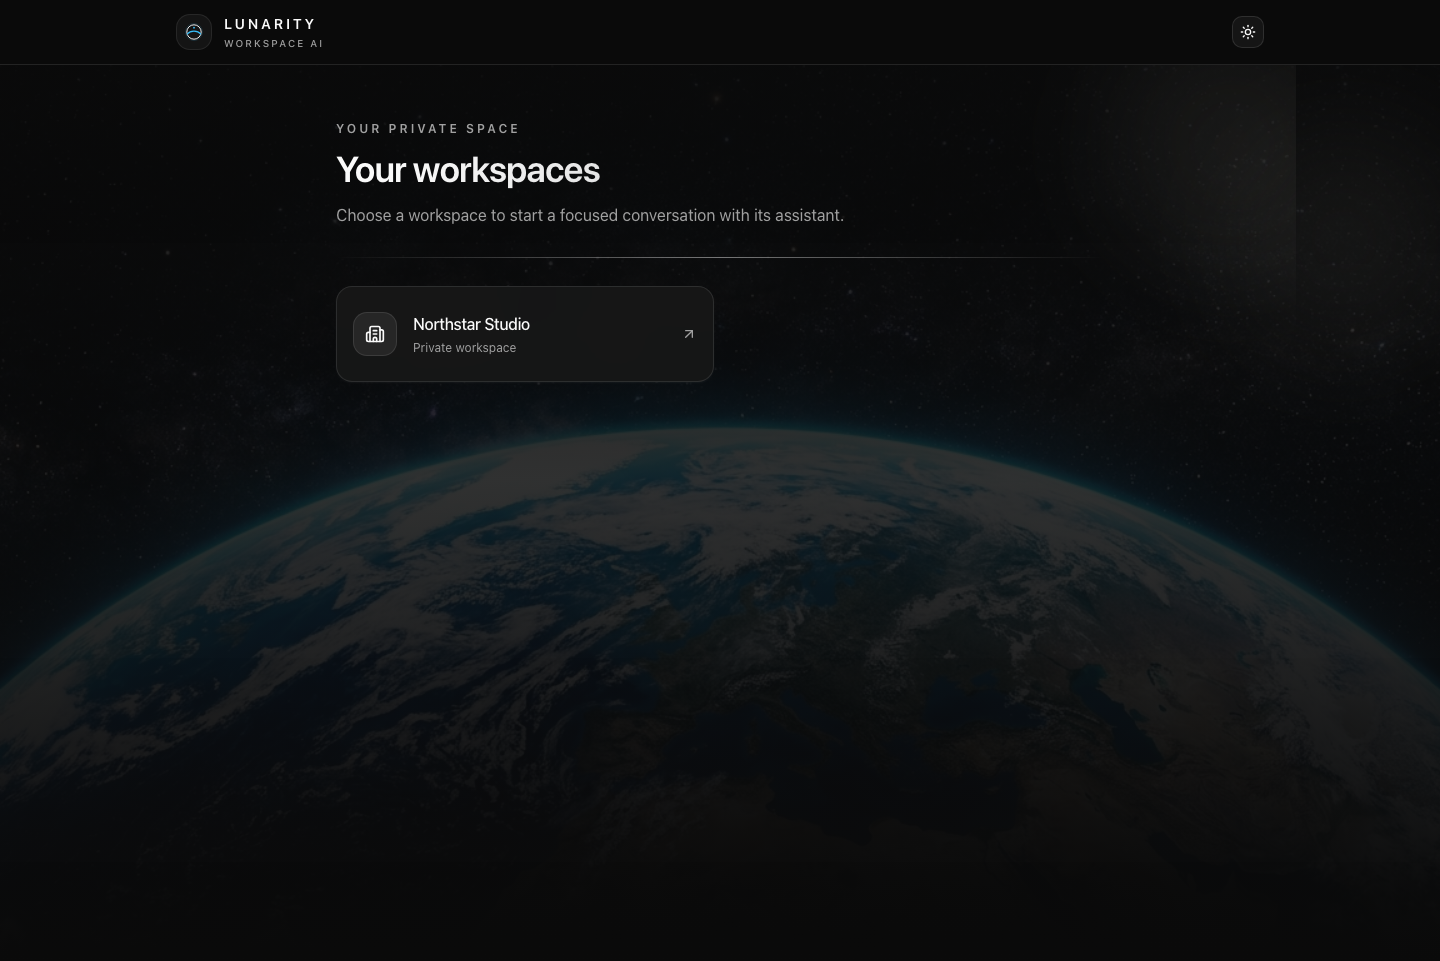 LUNARITY
WORKSPACE AI
YOUR PRIVATE SPACE
Your workspaces
Choose a workspace to start a focused conversation with its assistant.
Northstar Studio
Private workspace